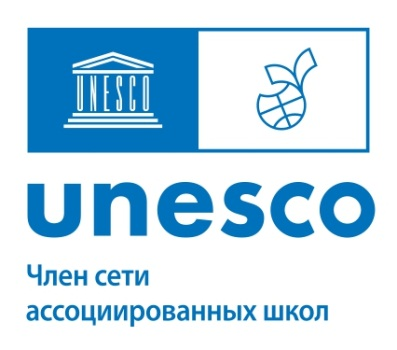 UNESCO
unesco
Член сети
ассоциированных школ